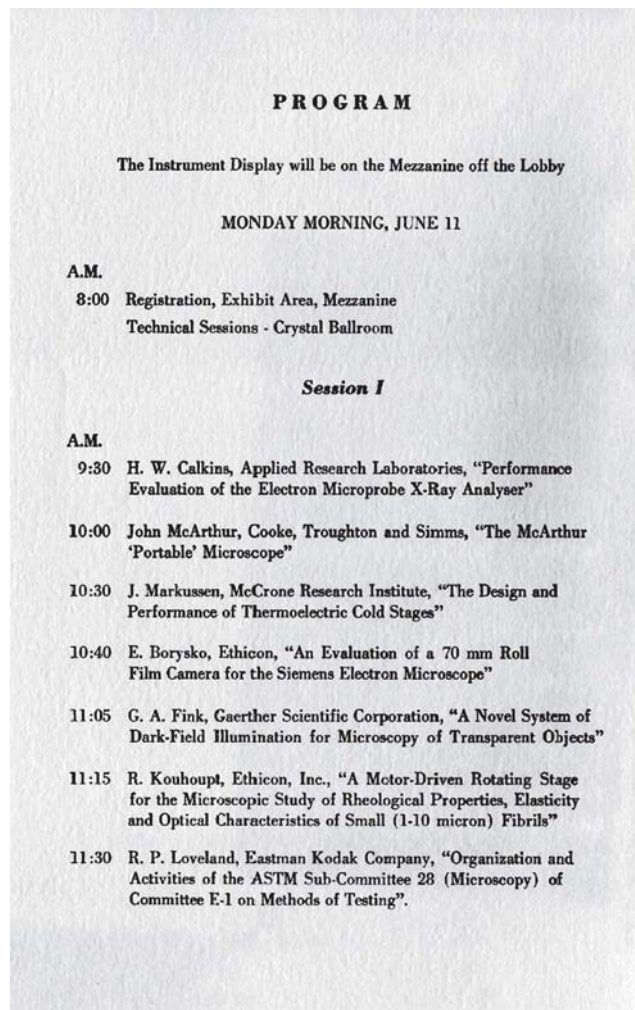 PROGRAM
The Instrument Display will be on the Mezzanine off the Lobby
MONDAY MORNING, JUNE 11
A.M.
8:00 Registration, Exhibit Area, Mezzanine
Technical Sessions - Crystal Ballroom
Session I
A.M.
9:30 H. W. Calkins, Applied Research Laboratories, “Performance
Evaluation of the Electron Microprobe X-Ray Analyser”
10:00 John McArthur, Cooke, Troughton and Simms, “The McArthur
‘Portable’ Microscope”
10:30 J. Markussen, McCrone Research Institute, “The Design and
Performance of Thermoelectric Cold Stages”
10:40 E. Borysko, Ethicon, “An Evaluation of a 70 mm Roll
Film Camera for the Siemens Electron Microscope”
11:05 G. A. Fink, Gaerther Scientific Corporation, “A Novel System of
Dark-Field Illumination for Microscopy of Transparent Objects”
11:15 R. Kouhoupt, Ethicon, Inc., “A Motor-Driven Rotating Stage
for the Microscopic Study of Rheological Properties, Elasticity
and Optical Characteristics of Small (1-10 micron) Fibrils”
11:30 R. P. Loveland, Eastman Kodak Company, “Organization and
Activities of the ASTM Sub-Committee 28 (Microscopy) of
Committee E-1 on Methods of Testing”.